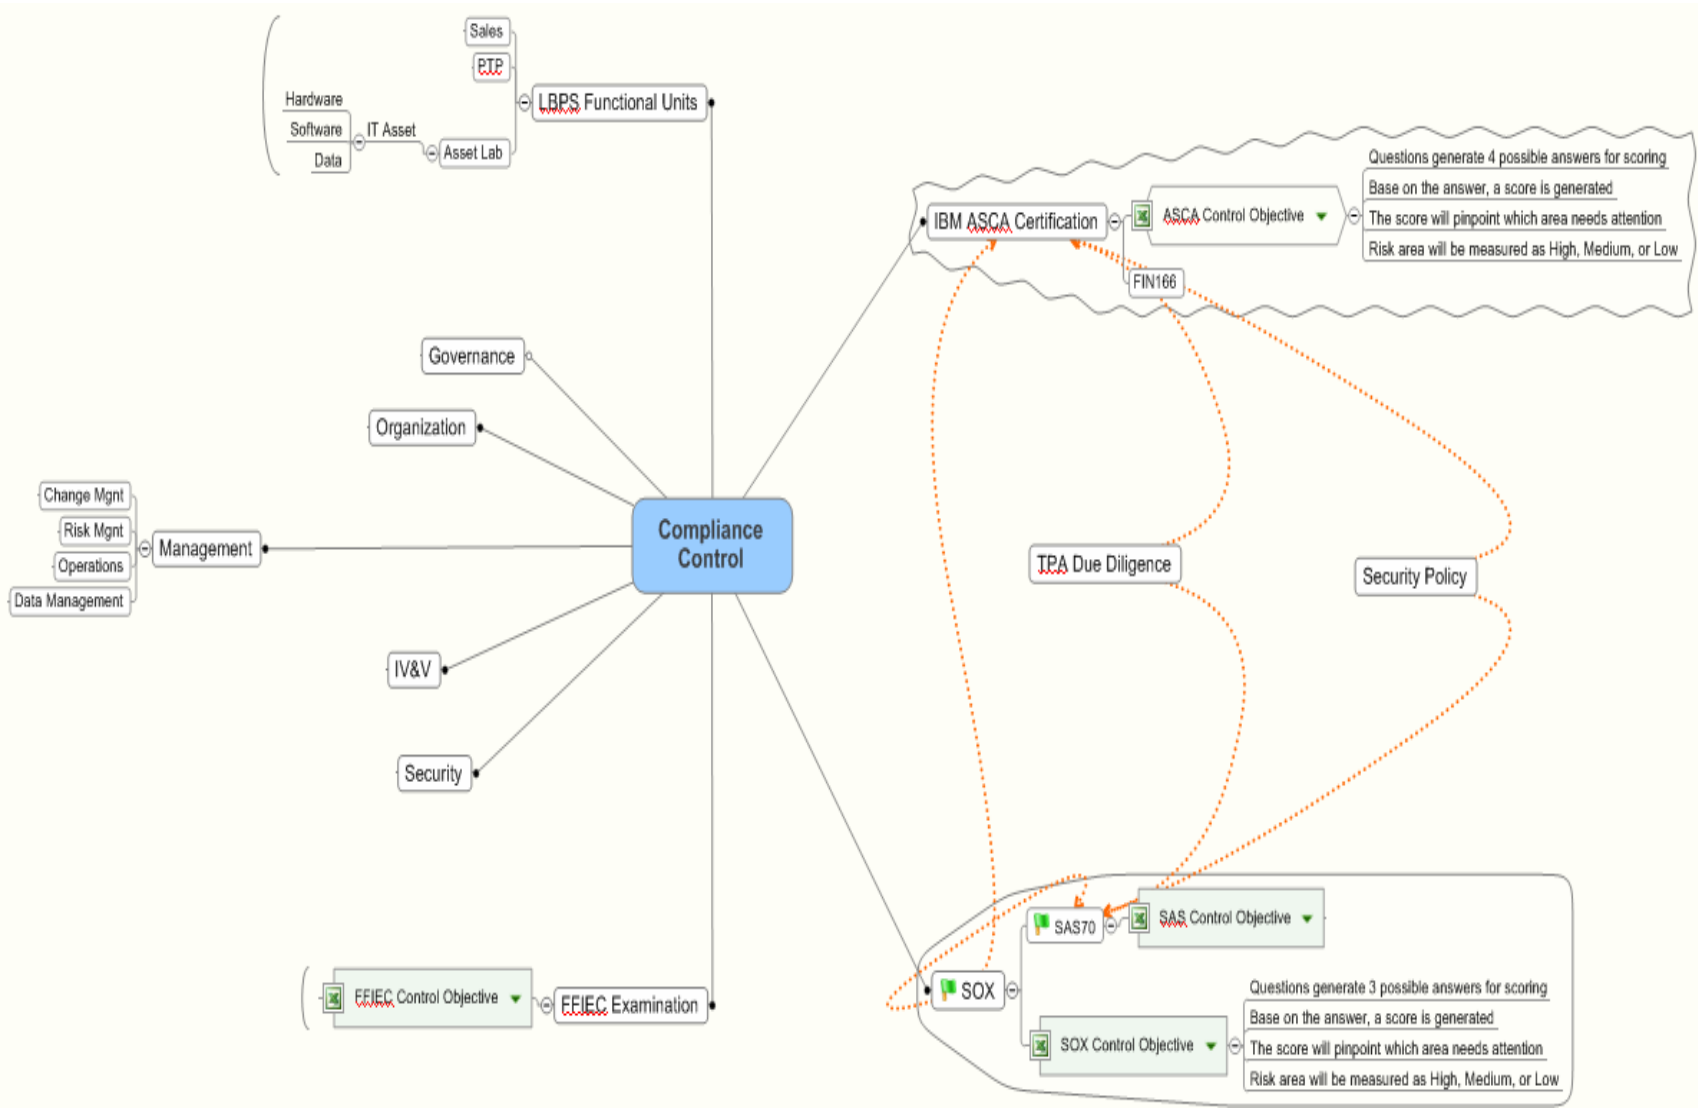 Sales
PTP
LBPS Functional Units
Hardware
Software
IT Asset
Data
Asset Lab
Governance
Organization
Change Mgnt
Risk Mgnt
Operations
Data Management
Management
IV&V
Security
FFIEC Control Objective
FFIEC Examination
Compliance
Control
IBM ASCA Certification
ASCA Control Objective
Questions generate 4 possible answers for scoring
Base on the answer, a score is generated
The score will pinpoint which area needs attention
Risk area will be measured as High, Medium, or Low
FIN166
TPA Due Diligence
Security Policy
SAS70
SAS Control Objective
SOX
SOX Control Objective
Questions generate 3 possible answers for scoring
Base on the answer, a score is generated
The score will pinpoint which area needs attention
Risk area will be measured as High, Medium, or Low